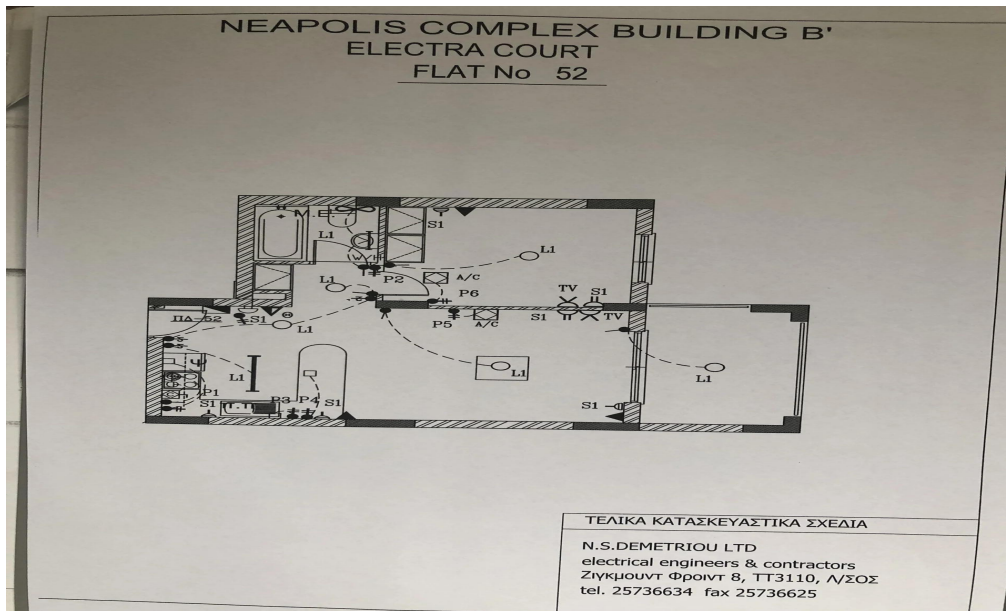 NEAPOLIS COMPLEX BUILDING B'
ELECTRA COURT
FLAT No 52
M.E.
S1
L1
L1
W/H
P2
A/C
L1
P6
TV
S1
ΠΔ-52
S1
L1
P5
A/C
S1
TV
L1
L1
L1
P1
S1
P3
P4
S1
S1
ΤΕΛΙΚΑ ΚΑΤΑΣΚΕΥΑΣΤΙΚΑ ΣΧΕΔΙΑ
N.S.DEMETRIOU LTD
electrical engineers & contractors
Ζιγκμουντ Φροιντ 8, ΤΤ3110, Λ/ΣΟΣ
tel. 25736634 fax 25736625